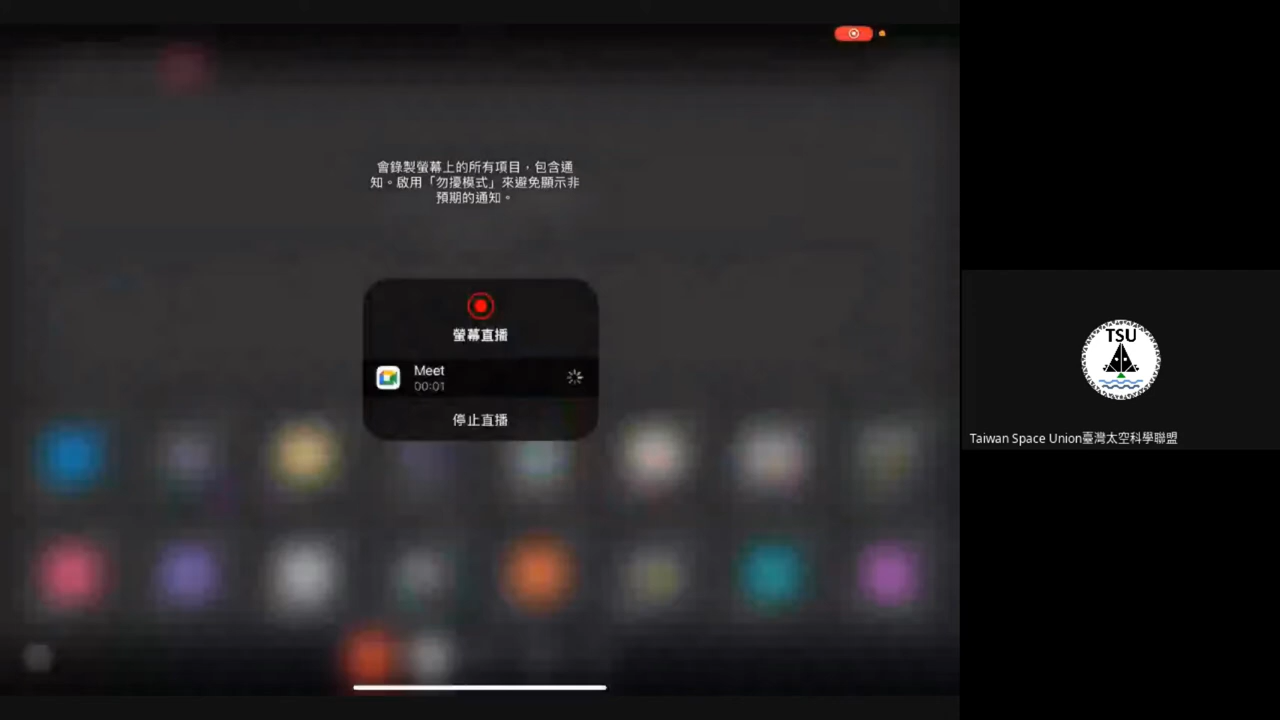 會錄製螢幕上的所有項目，包含通
知。啟用「勿擾模式」來避免顯示非
預期的通知。
螢幕直播
Meet
00:01
停止直播
TSU
Taiwan Space Union臺灣太空科學聯盟